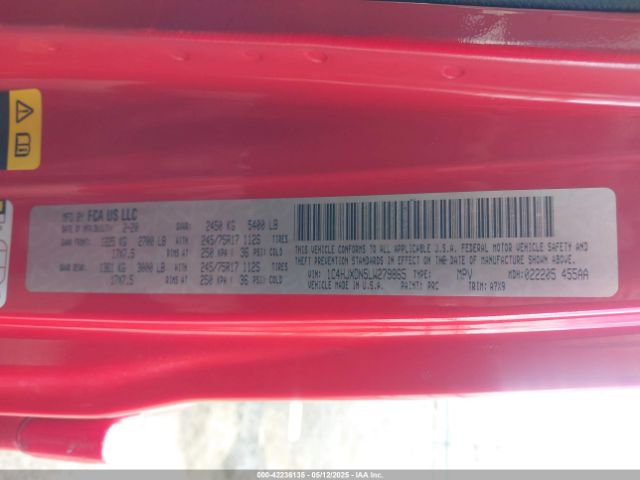 MFD BY FCA US LLC
DATE OF MFR(BUILT)/ 2-20 GVWR: 2450 KG 5400 LB
FRONT GAWR: 1225 KG 2700 LB WITH 245/75R17 112S TIRES
17X7.5 RIMS AT 250 KPA / 36 PSI COLD
REAR GAWR: 1361 KG 3000 LB WITH 245/75R17 112S TIRES
17X7.5 RIMS AT 250 KPA / 36 PSI COLD
THIS VEHICLE CONFORMS TO ALL APPLICABLE U.S.A. FEDERAL MOTOR VEHICLE SAFETY, BUMPER, AND
THEFT PREVENTION STANDARDS IN EFFECT ON THE DATE OF MANUFACTURE SHOWN ABOVE.
VIN: 1C4HJXDN5LW279865 TYPE: MPV MDH: 022205 455AA
VEHICLE MADE IN U.S.A. PAINT: PRC TRIM: A7X9
000-42236135 - 05/12/2025 - IAAI.COM